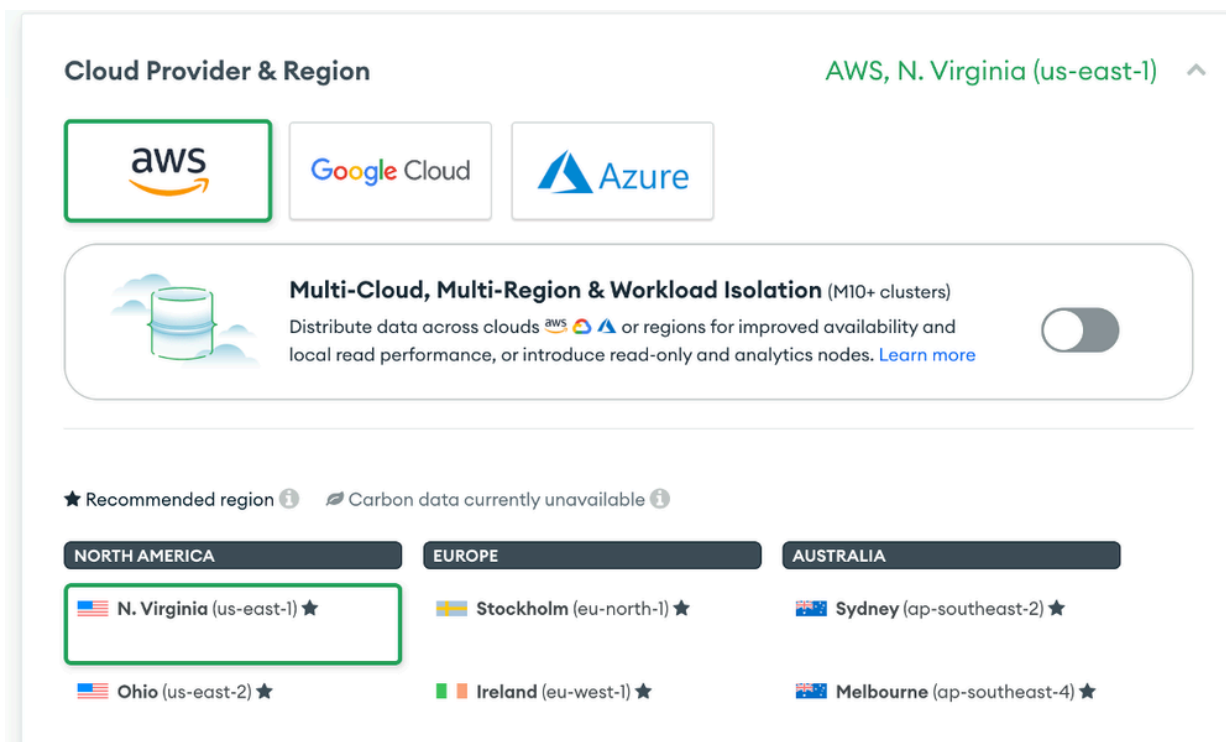 Cloud Provider & Region
AWS, N. Virginia (us-east-1)
aws
Google Cloud
Azure
Multi-Cloud, Multi-Region & Workload Isolation (M10+ clusters)
Distribute data across clouds aws or regions for improved availability and
local read performance, or introduce read-only and analytics nodes. Learn more
Recommended region
Carbon data currently unavailable
NORTH AMERICA
N. Virginia (us-east-1)
Ohio (us-east-2)
EUROPE
Stockholm (eu-north-1)
Ireland (eu-west-1)
AUSTRALIA
Sydney (ap-southeast-2)
Melbourne (ap-southeast-4)